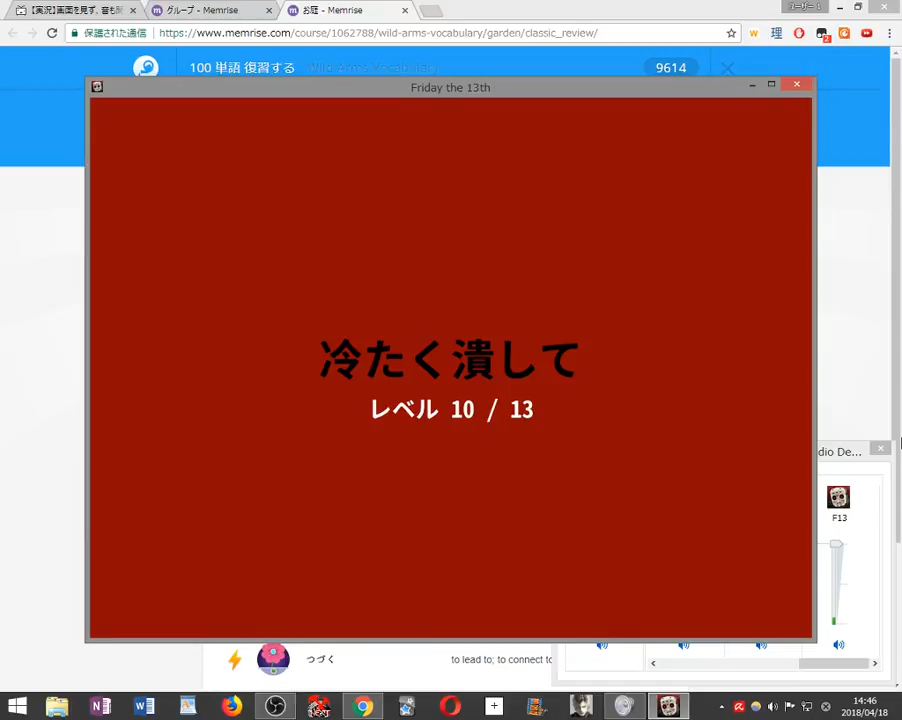 【実況】画面を見ず、音も
グループ - Memrise
お庭 - Memrise
ユーザー 1
保護された通信
https://www.memrise.com/course/1062788/wild-arms-vocabulary/garden/classic_review/
2
100 単語 復習する
Wild Arms Vocabulary
9614
Friday the 13th
冷たく潰して
レベル 10 / 13
dio De...
F13
つづく
to lead to; to connect to
14:46
2018/04/18